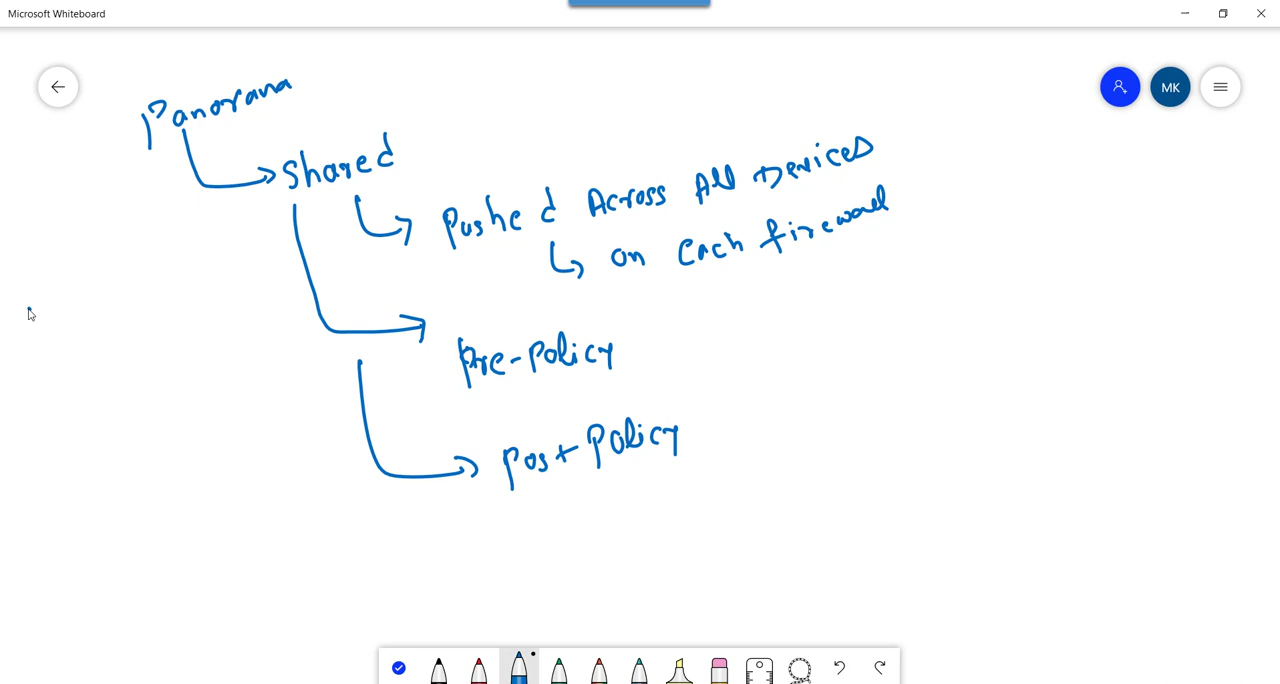 Microsoft Whiteboard
MK
Panorama
Shared
Pushed Across All Devices
on Each firewall
Pre-policy
Post Policy